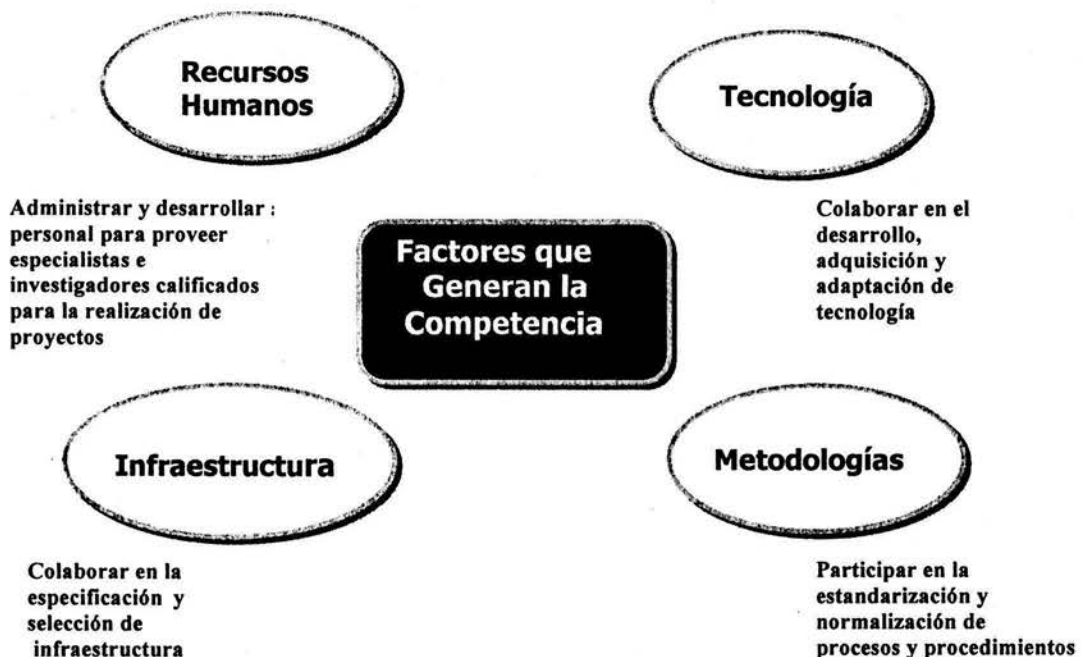 Recursos
Humanos
Administrar y desarrollar :
personal para proveer
especialistas e
investigadores calificados
para la realización de
proyectos
Tecnología
Colaborar en el
desarrollo,
adquisición y
adaptación de
tecnología
Factores que
Generan la
Competencia
Infraestructura
Colaborar en la
especificación y
selección de
infraestructura
Metodologías
Participar en la
estandarización y
normalización de
procesos y procedimientos